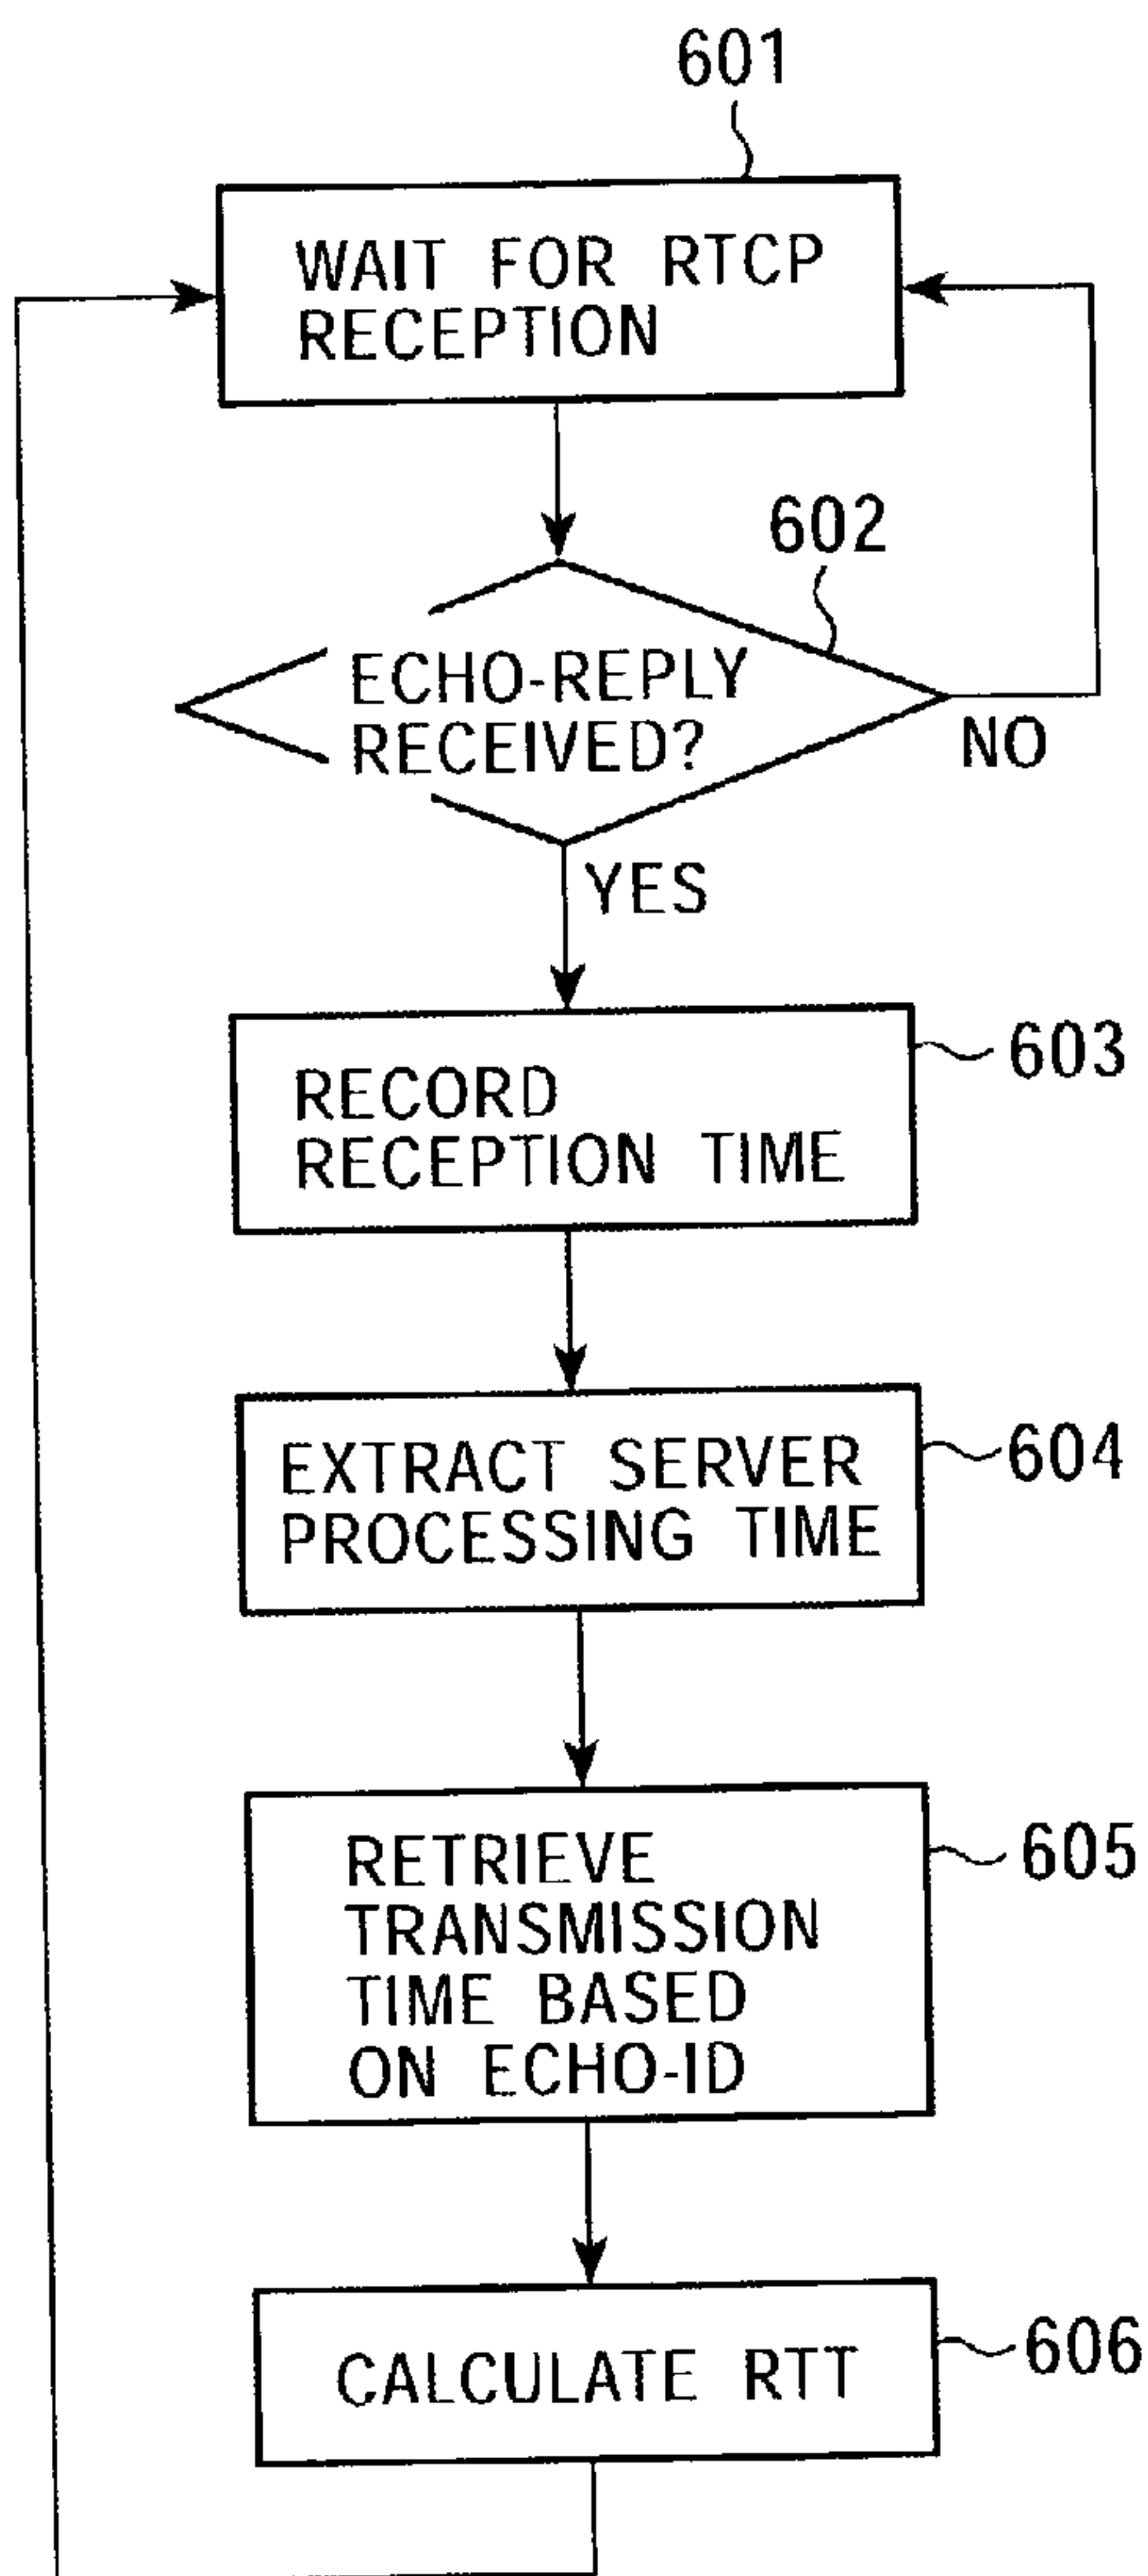 601
WAIT FOR RTCP
RECEPTION
602
ECHO-REPLY
RECEIVED?
NO
YES
603
RECORD
RECEPTION TIME
604
EXTRACT SERVER
PROCESSING TIME
605
RETRIEVE
TRANSMISSION
TIME BASED
ON ECHO-ID
606
CALCULATE RTT